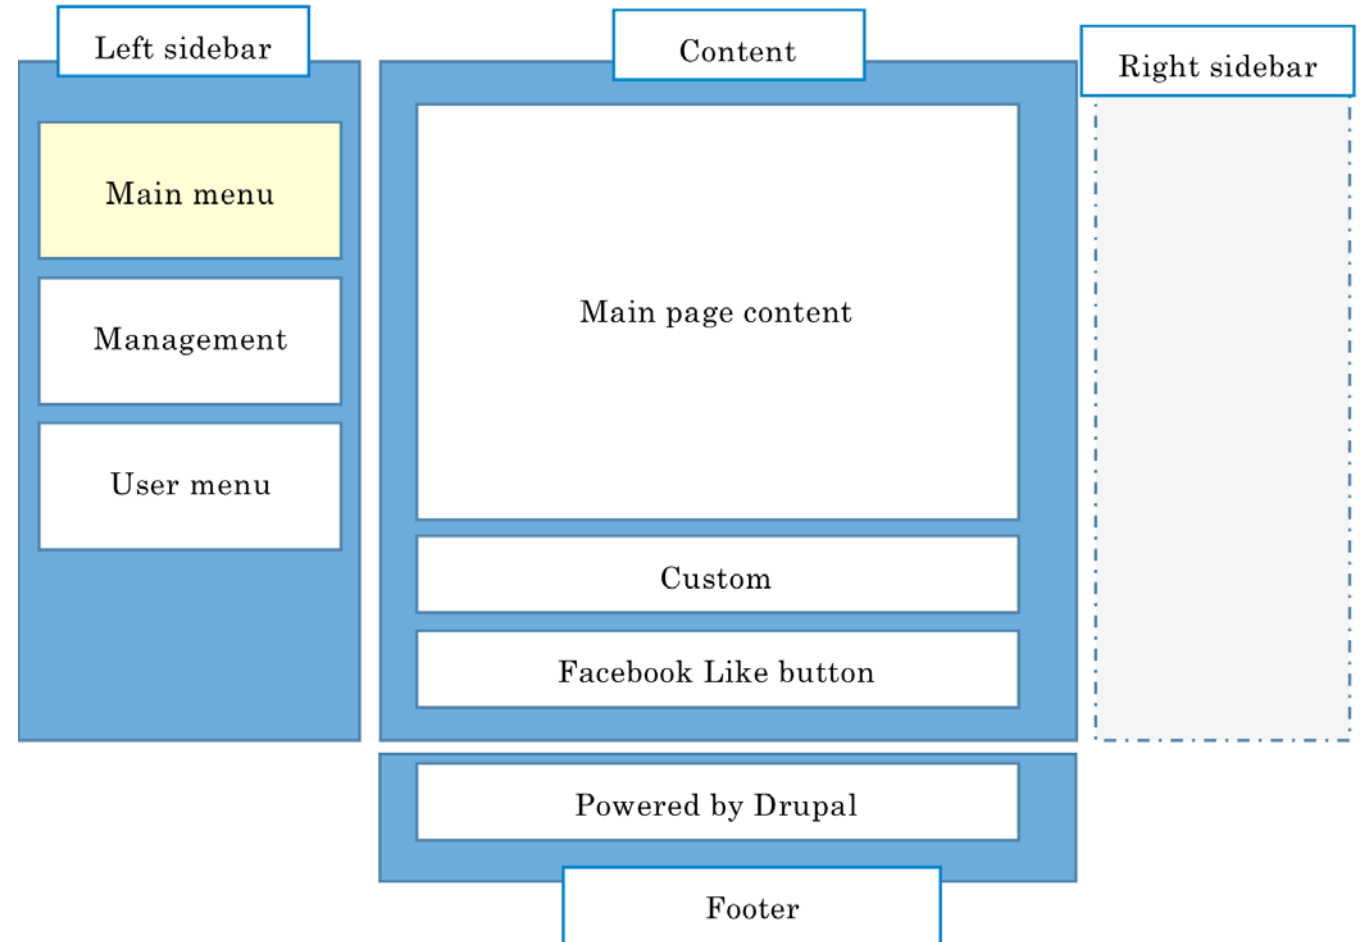 Left sidebar
Content
Right sidebar
Main menu
Management
User menu
Main page content
Custom
Facebook Like button
Powered by Drupal
Footer